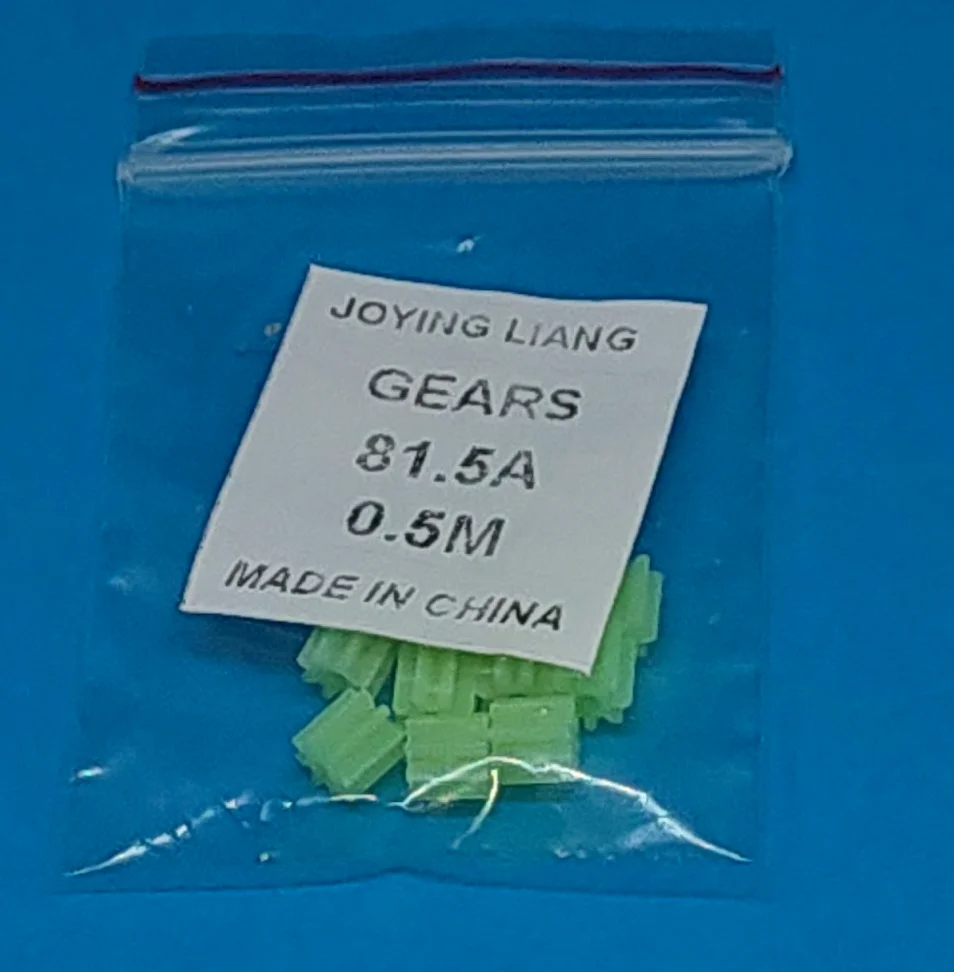 JOYING LIANG
GEARS
81.5A
0.5M
MADE IN CHINA